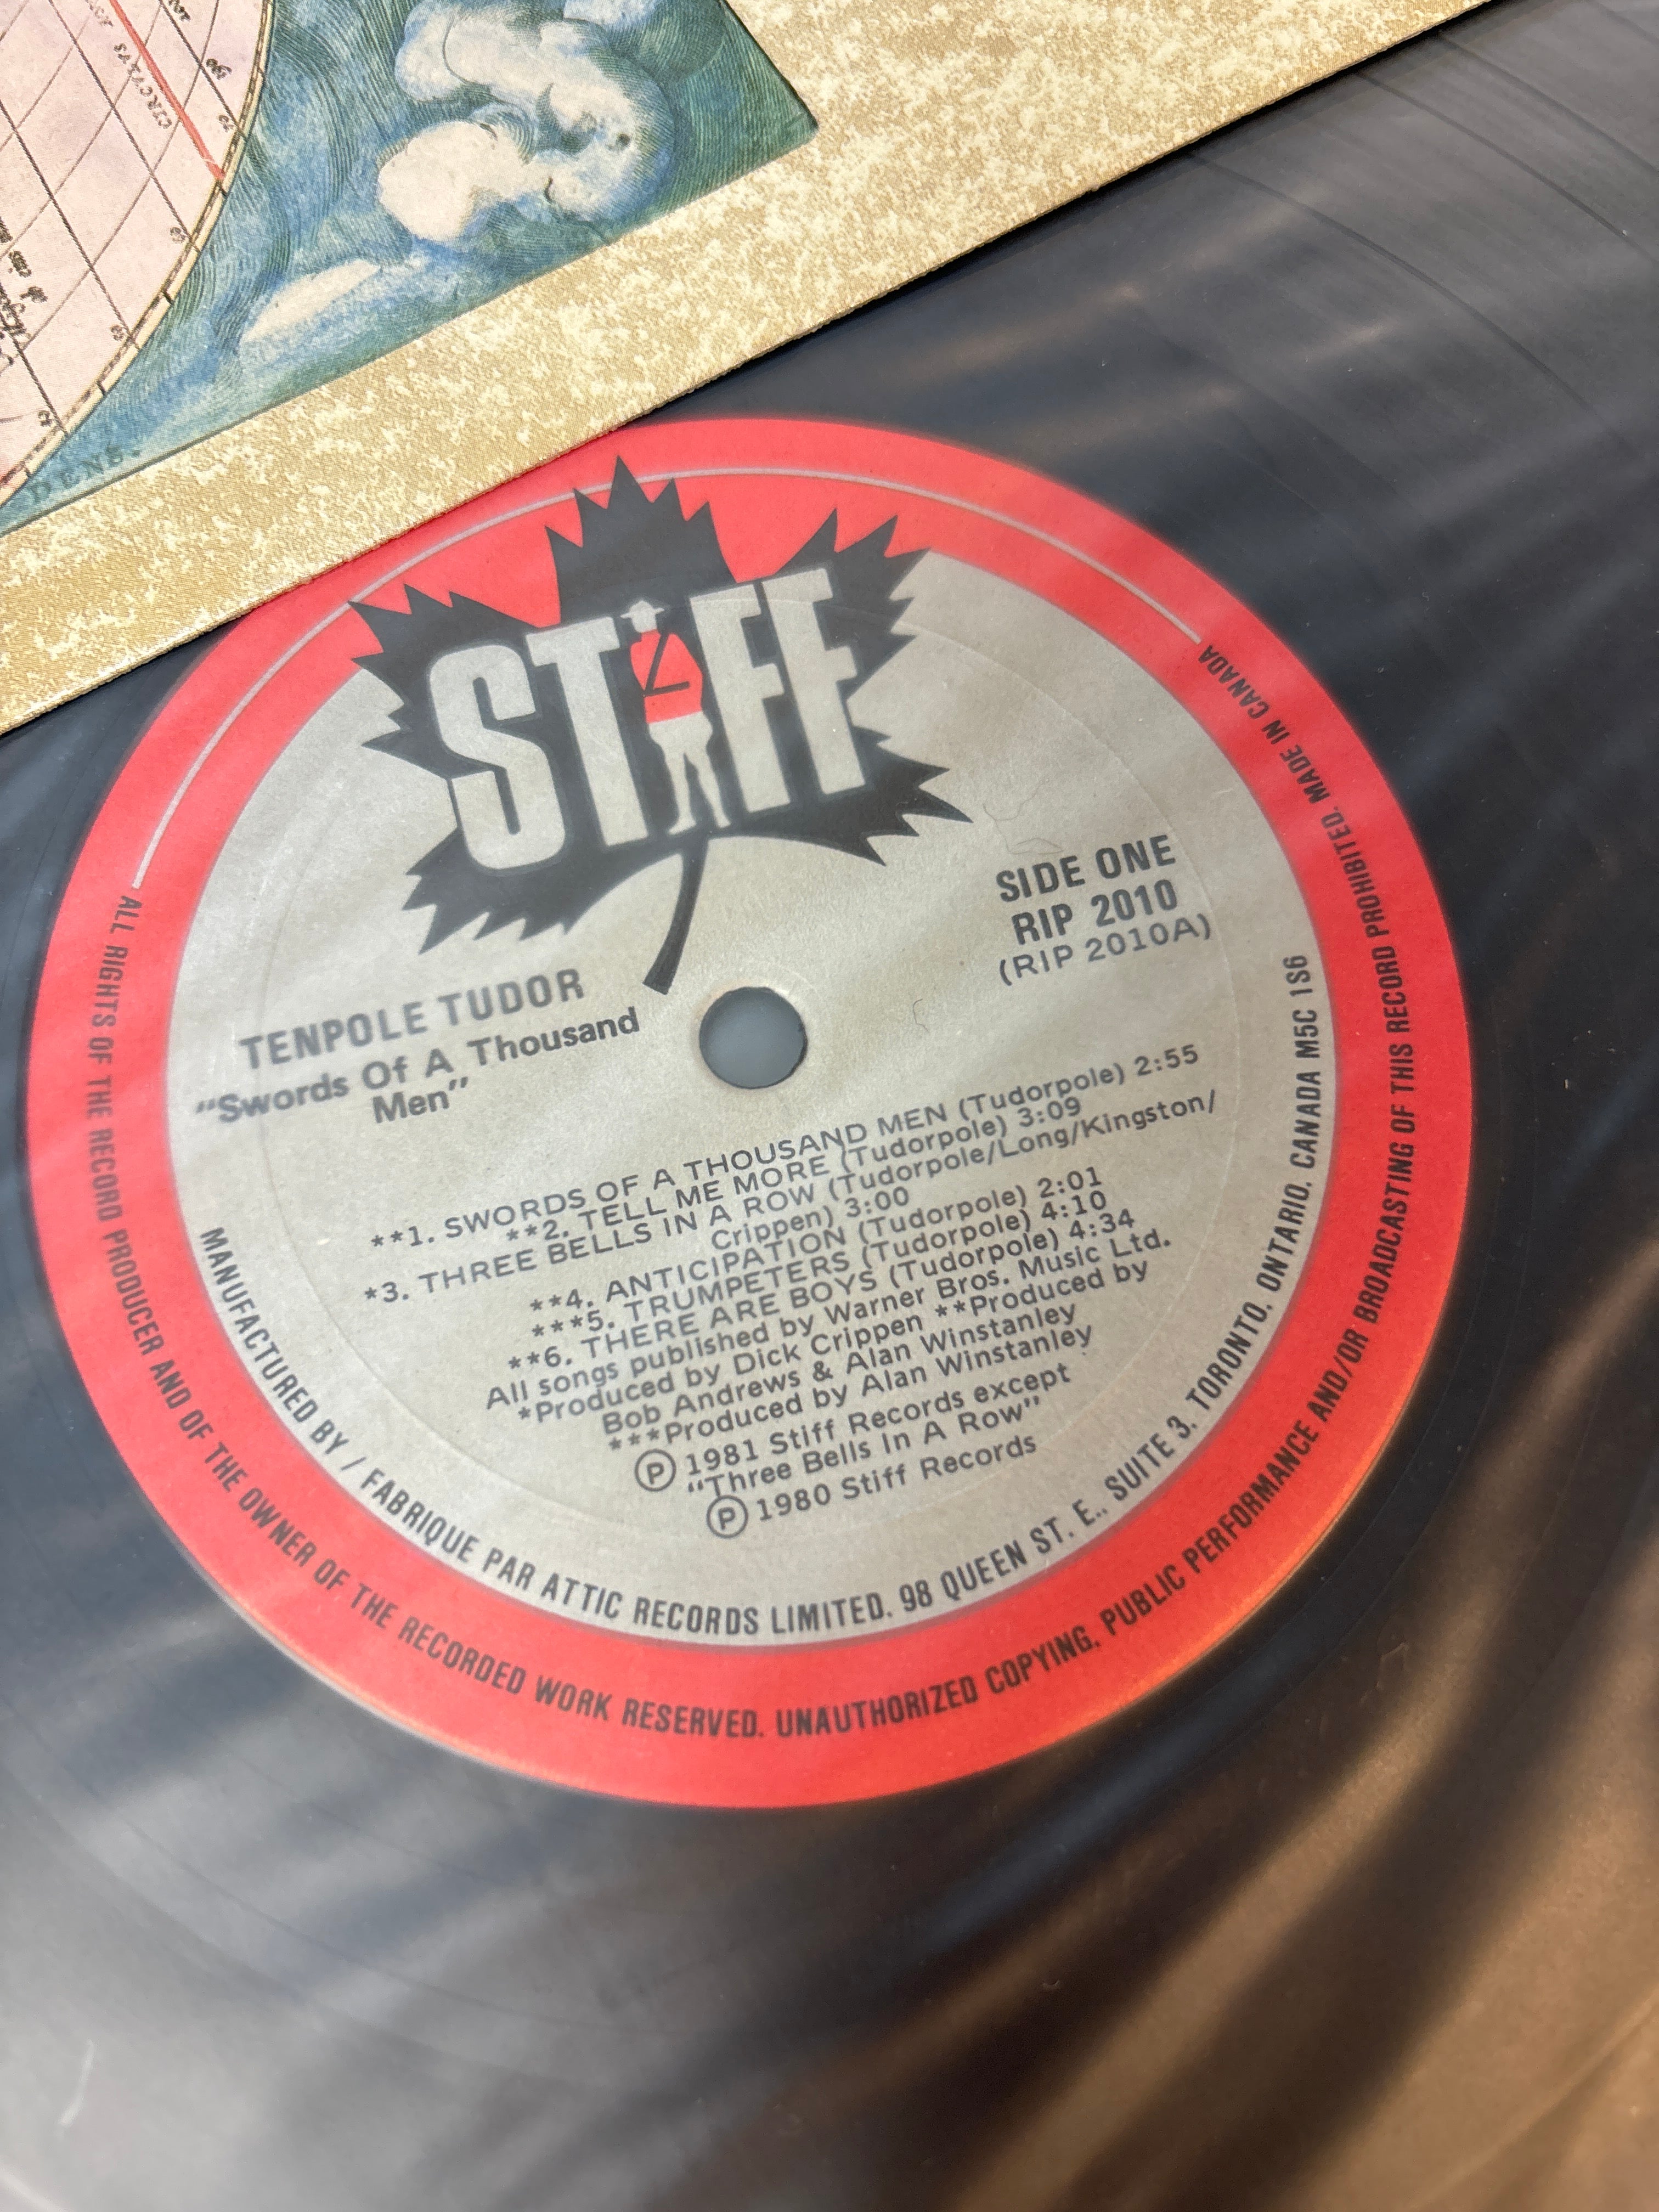 CIRCVLVS
DENS.
STIFF
SIDE ONE
RIP 2010
(RIP 2010A)
TENPOLE TUDOR
"Swords Of A Thousand
Men"
**1. SWORDS OF A THOUSAND MEN (Tudorpole) 2:55
**2. TELL ME MORE (Tudorpole) 3:09
*3. THREE BELLS IN A ROW (Tudorpole/Long/Kingston/
Crippen) 3:00
**4. ANTICIPATION (Tudorpole) 2:01
***5. TRUMPETERS (Tudorpole) 4:10
**6. THERE ARE BOYS (Tudorpole) 4:34
All songs published by Warner Bros. Music Ltd.
*Produced by Dick Crippen **Produced by
Bob Andrews & Alan Winstanley
***Produced by Alan Winstanley
Ⓟ 1981 Stiff Records except
"Three Bells In A Row"
Ⓟ 1980 Stiff Records
MANUFACTURED BY / FABRIQUE PAR ATTIC RECORDS LIMITED, 98 QUEEN ST. E., SUITE 3, TORONTO, ONTARIO, CANADA M5C 1S6
ALL RIGHTS OF THE RECORD PRODUCER AND OF THE OWNER OF THE RECORDED WORK RESERVED. UNAUTHORIZED COPYING, PUBLIC PERFORMANCE AND/OR BROADCASTING OF THIS RECORD PROHIBITED. MADE IN CANADA